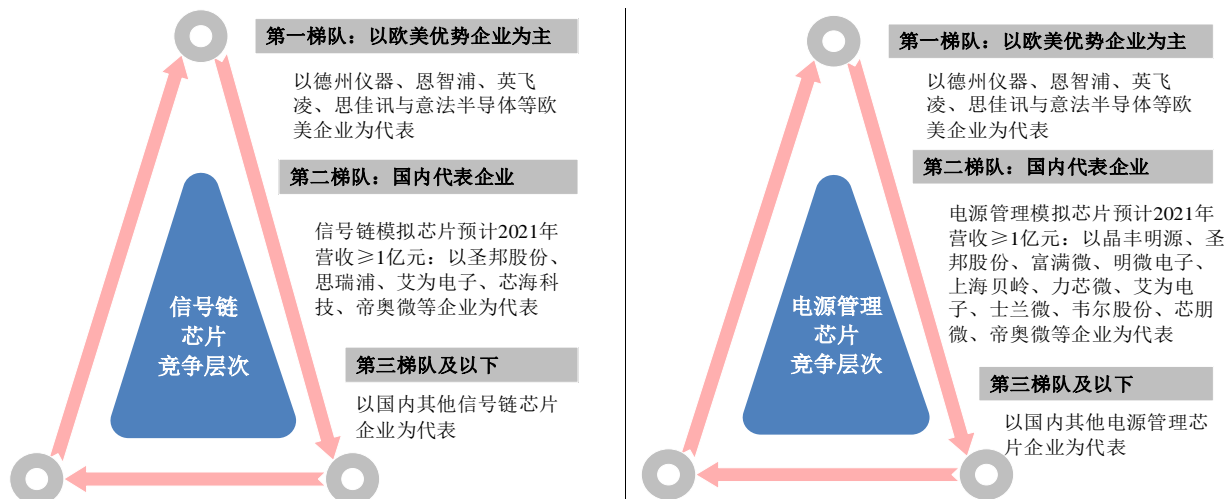 第一梯队：以欧美优势企业为主
以德州仪器、恩智浦、英飞
凌、思佳讯与意法半导体等欧
美企业为代表
第二梯队：国内代表企业
信号链模拟芯片预计2021年
营收≥1亿元：以圣邦股份、
思瑞浦、艾为电子、芯海科
技、帝奥微等企业为代表
信号链
芯片
竞争层次
第三梯队及以下
以国内其他信号链芯片
企业为代表
第一梯队：以欧美优势企业为主
以德州仪器、恩智浦、英飞
凌、思佳讯与意法半导体等欧
美企业为代表
第二梯队：国内代表企业
电源管理模拟芯片预计2021年
营收≥1亿元：以晶丰明源、圣
邦股份、富满微、明微电子、
上海贝岭、力芯微、艾为电
子、士兰微、韦尔股份、芯朋
微、帝奥微等企业为代表
电源管理
芯片
竞争层次
第三梯队及以下
以国内其他电源管理芯
片企业为代表